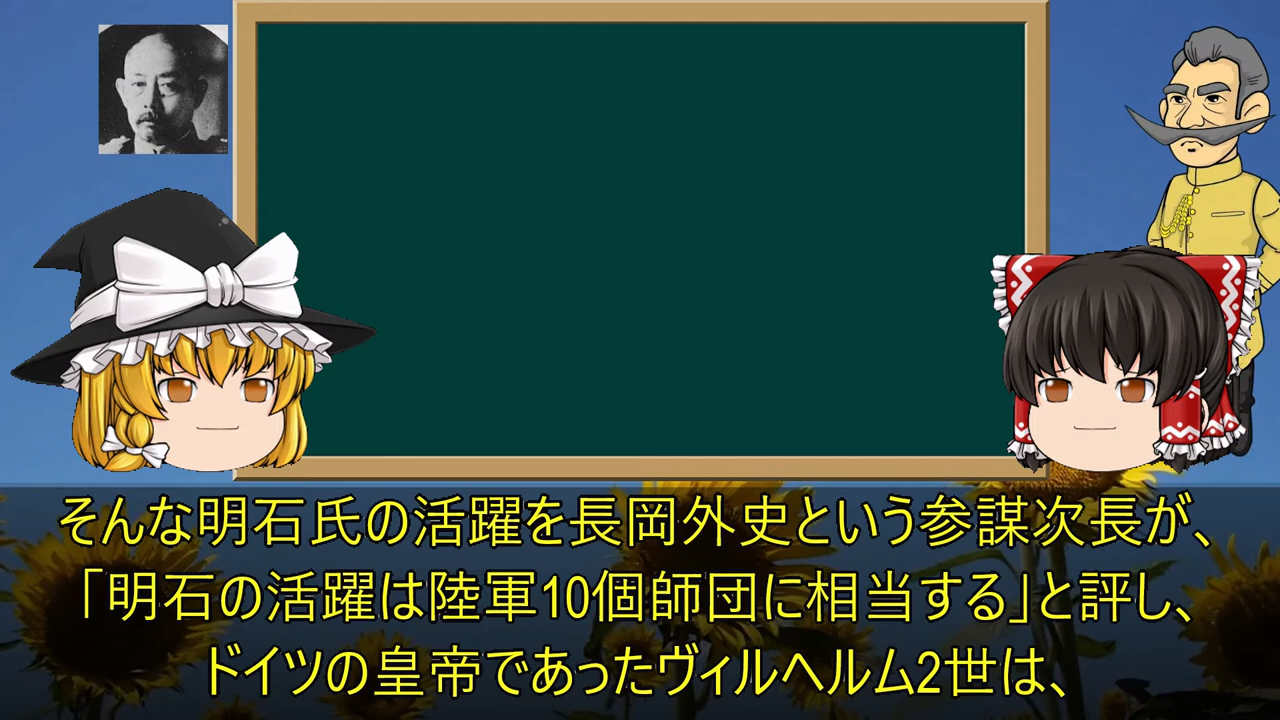 そんな明石氏の活躍を長岡外史という参謀次長が、
「明石の活躍は陸軍10個師団に相当する」と評し、
ドイツの皇帝であったヴィルヘルム2世は、